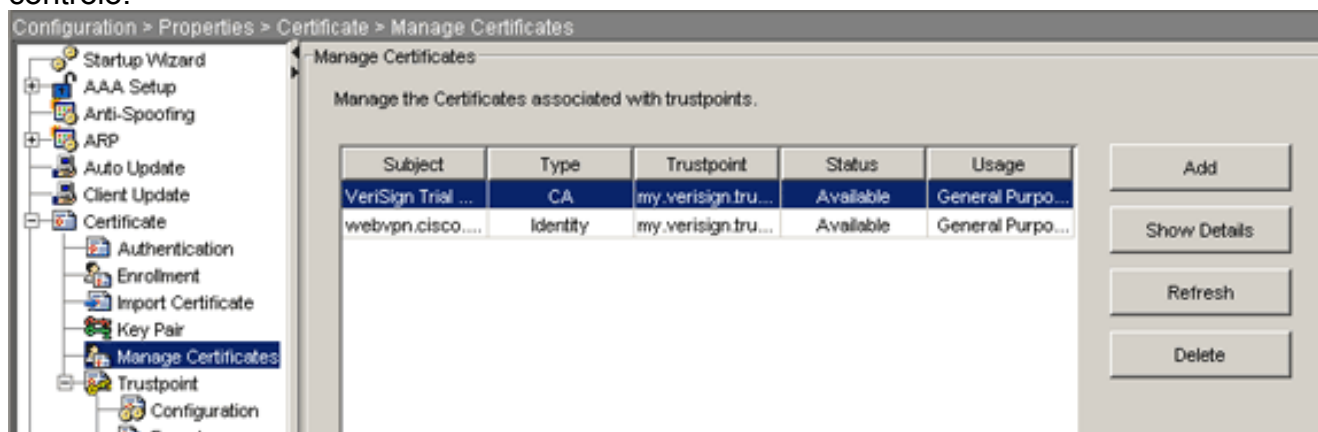 Configuration > Properties > Certificate > Manage Certificates
Startup Wizard
AAA Setup
Anti-Spoofing
ARP
Auto Update
Client Update
Certificate
Authentication
Enrollment
Import Certificate
Key Pair
Manage Certificates
Trustpoint
Configuration
Manage Certificates
Manage the Certificates associated with trustpoints.
Subject Type Trustpoint Status Usage
VeriSign Trial ... CA my.verisign.tru... Available General Purpo...
webvpn.cisco.... Identity my.verisign.tru... Available General Purpo...
Add
Show Details
Refresh
Delete